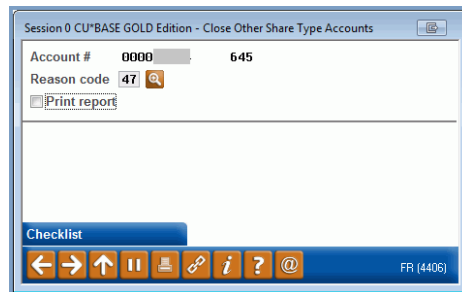 Session 0 CU*BASE GOLD Edition - Close Other Share Type Accounts
Account # 0000 645
Reason code 47
Print report
Checklist
i ? @ FR (4406)